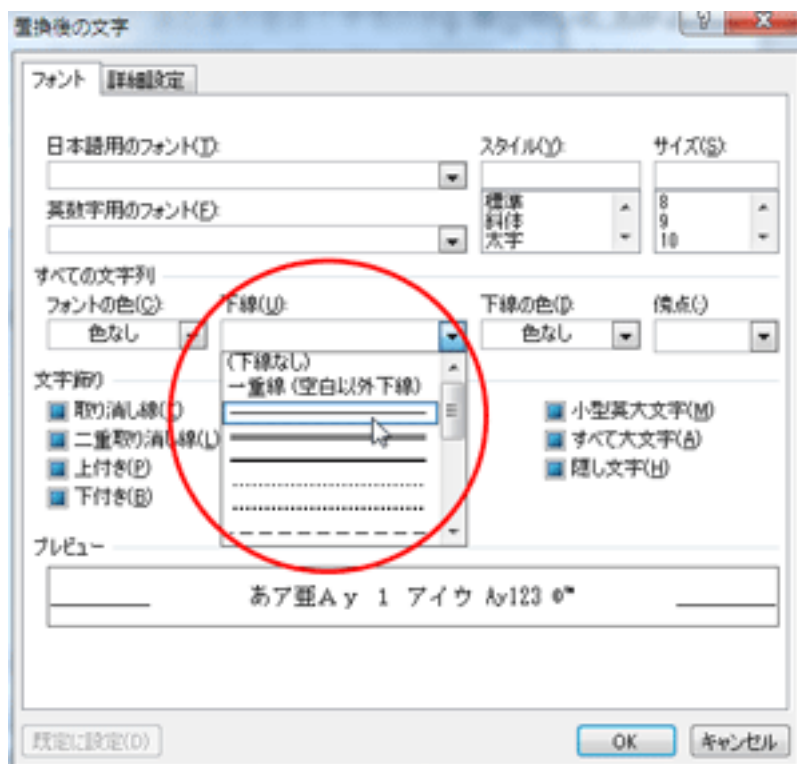 置換後の文字
フォント 詳細設定
日本語用のフォント(T): スタイル(Y): サイズ(S):
標準 8
斜体 9
太字 10
英数字用のフォント(F):
すべての文字列
フォントの色(C): 下線(U): 下線の色(I): 傍点(·)
色なし 色なし
(下線なし)
一重線 (空白以外下線)
文字飾り
取り消し線(K) 小型英大文字(M)
二重取り消し線(L) すべて大文字(A)
上付き(P) 隠し文字(H)
下付き(B)
プレビュー
あア亜Ay 1 アイウ Ay123 ©™
既定に設定(D) OK キャンセル